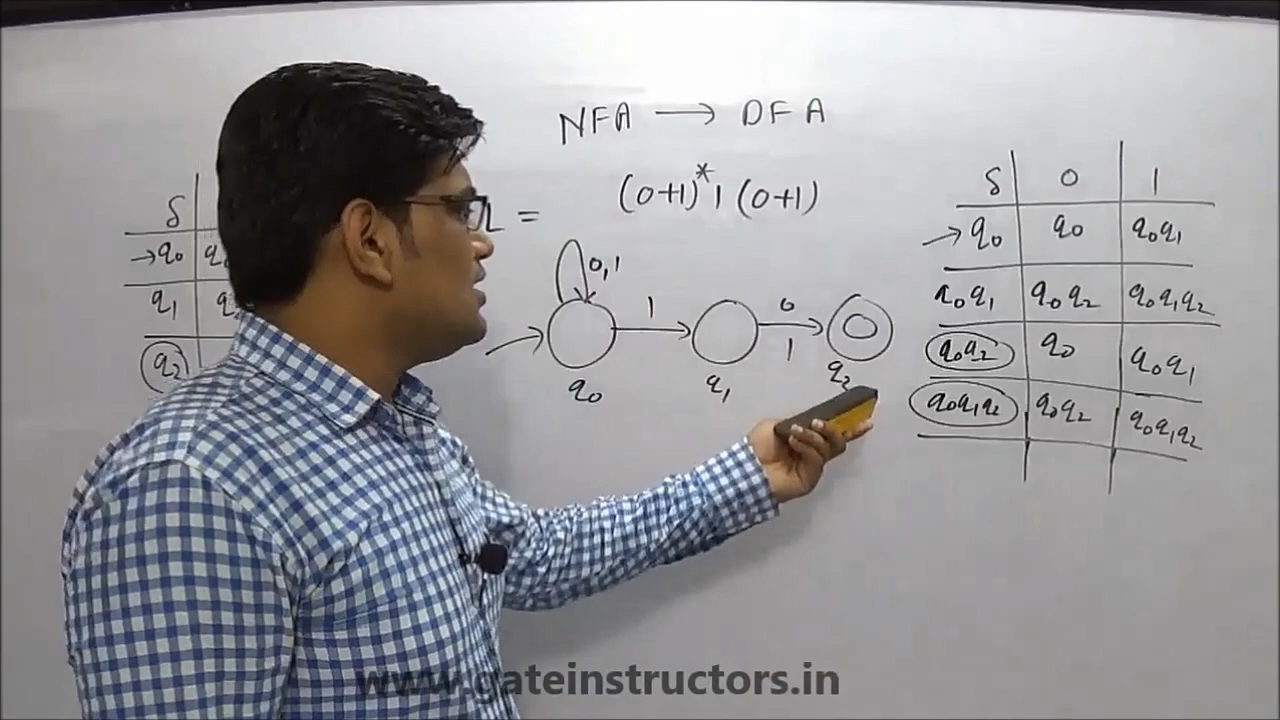 NFA → DFA
= (0+1)* 1 (0+1)
δ
→q₀
q₁
q₂
0,1
1
0
1
q₀
q₁
q₂
δ 0 1
→q₀ q₀ q₀q₁
q₀q₁ q₀q₂ q₀q₁q₂
q₀q₂ q₀ q₀q₁
q₀q₁q₂ q₀q₂ q₀q₁q₂
www.gateinstructors.in